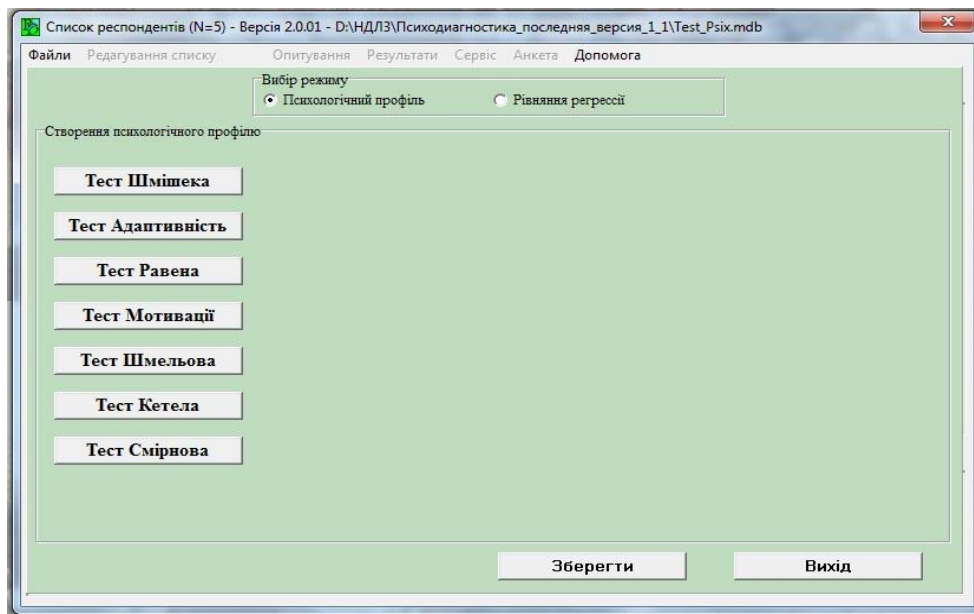 Список респондентів (N=5) - Версія 2.0.01 - D:\НДЛЗ\Психодиагностика_последняя_версия_1_1\Test_Psix.mdb
Файли Редагування списку Опитування Результати Сервіс Анкета Допомога
Вибір режиму
Психологічний профіль Рівняння регрессії
Створення психологічного профілю
Тест Шмішека
Тест Адаптивність
Тест Равена
Тест Мотивації
Тест Шмельова
Тест Кетела
Тест Смірнова
Зберегти Вихід